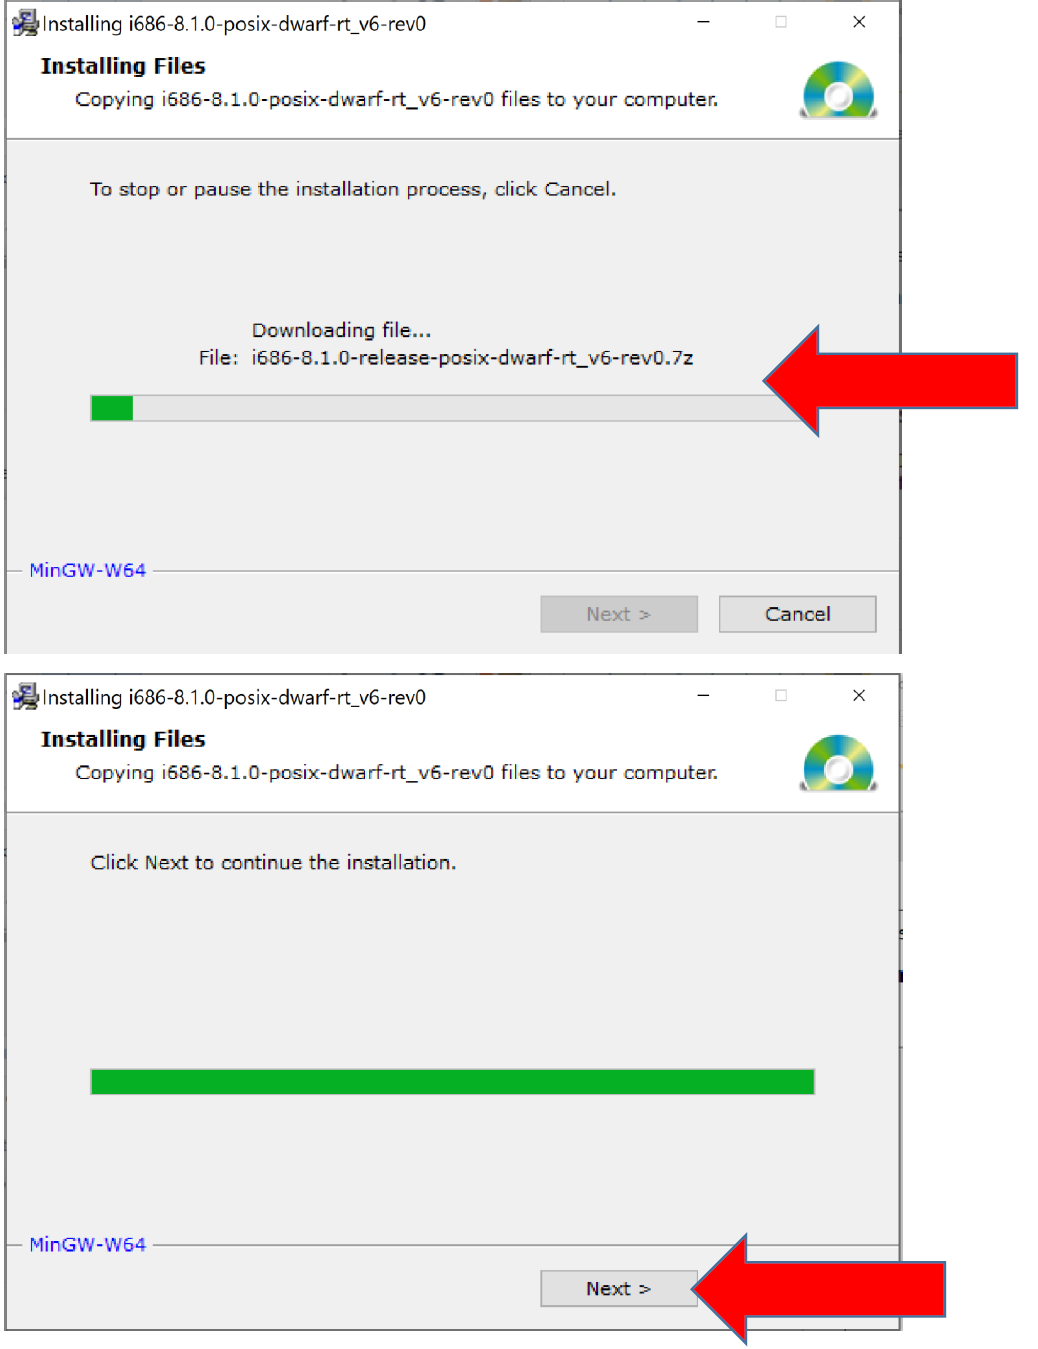 Installing i686-8.1.0-posix-dwarf-rt_v6-rev0
Installing Files
Copying i686-8.1.0-posix-dwarf-rt_v6-rev0 files to your computer.
To stop or pause the installation process, click Cancel.
Downloading file...
File: i686-8.1.0-release-posix-dwarf-rt_v6-rev0.7z
MinGW-W64
Next >
Cancel
Installing i686-8.1.0-posix-dwarf-rt_v6-rev0
Installing Files
Copying i686-8.1.0-posix-dwarf-rt_v6-rev0 files to your computer.
Click Next to continue the installation.
MinGW-W64
Next >